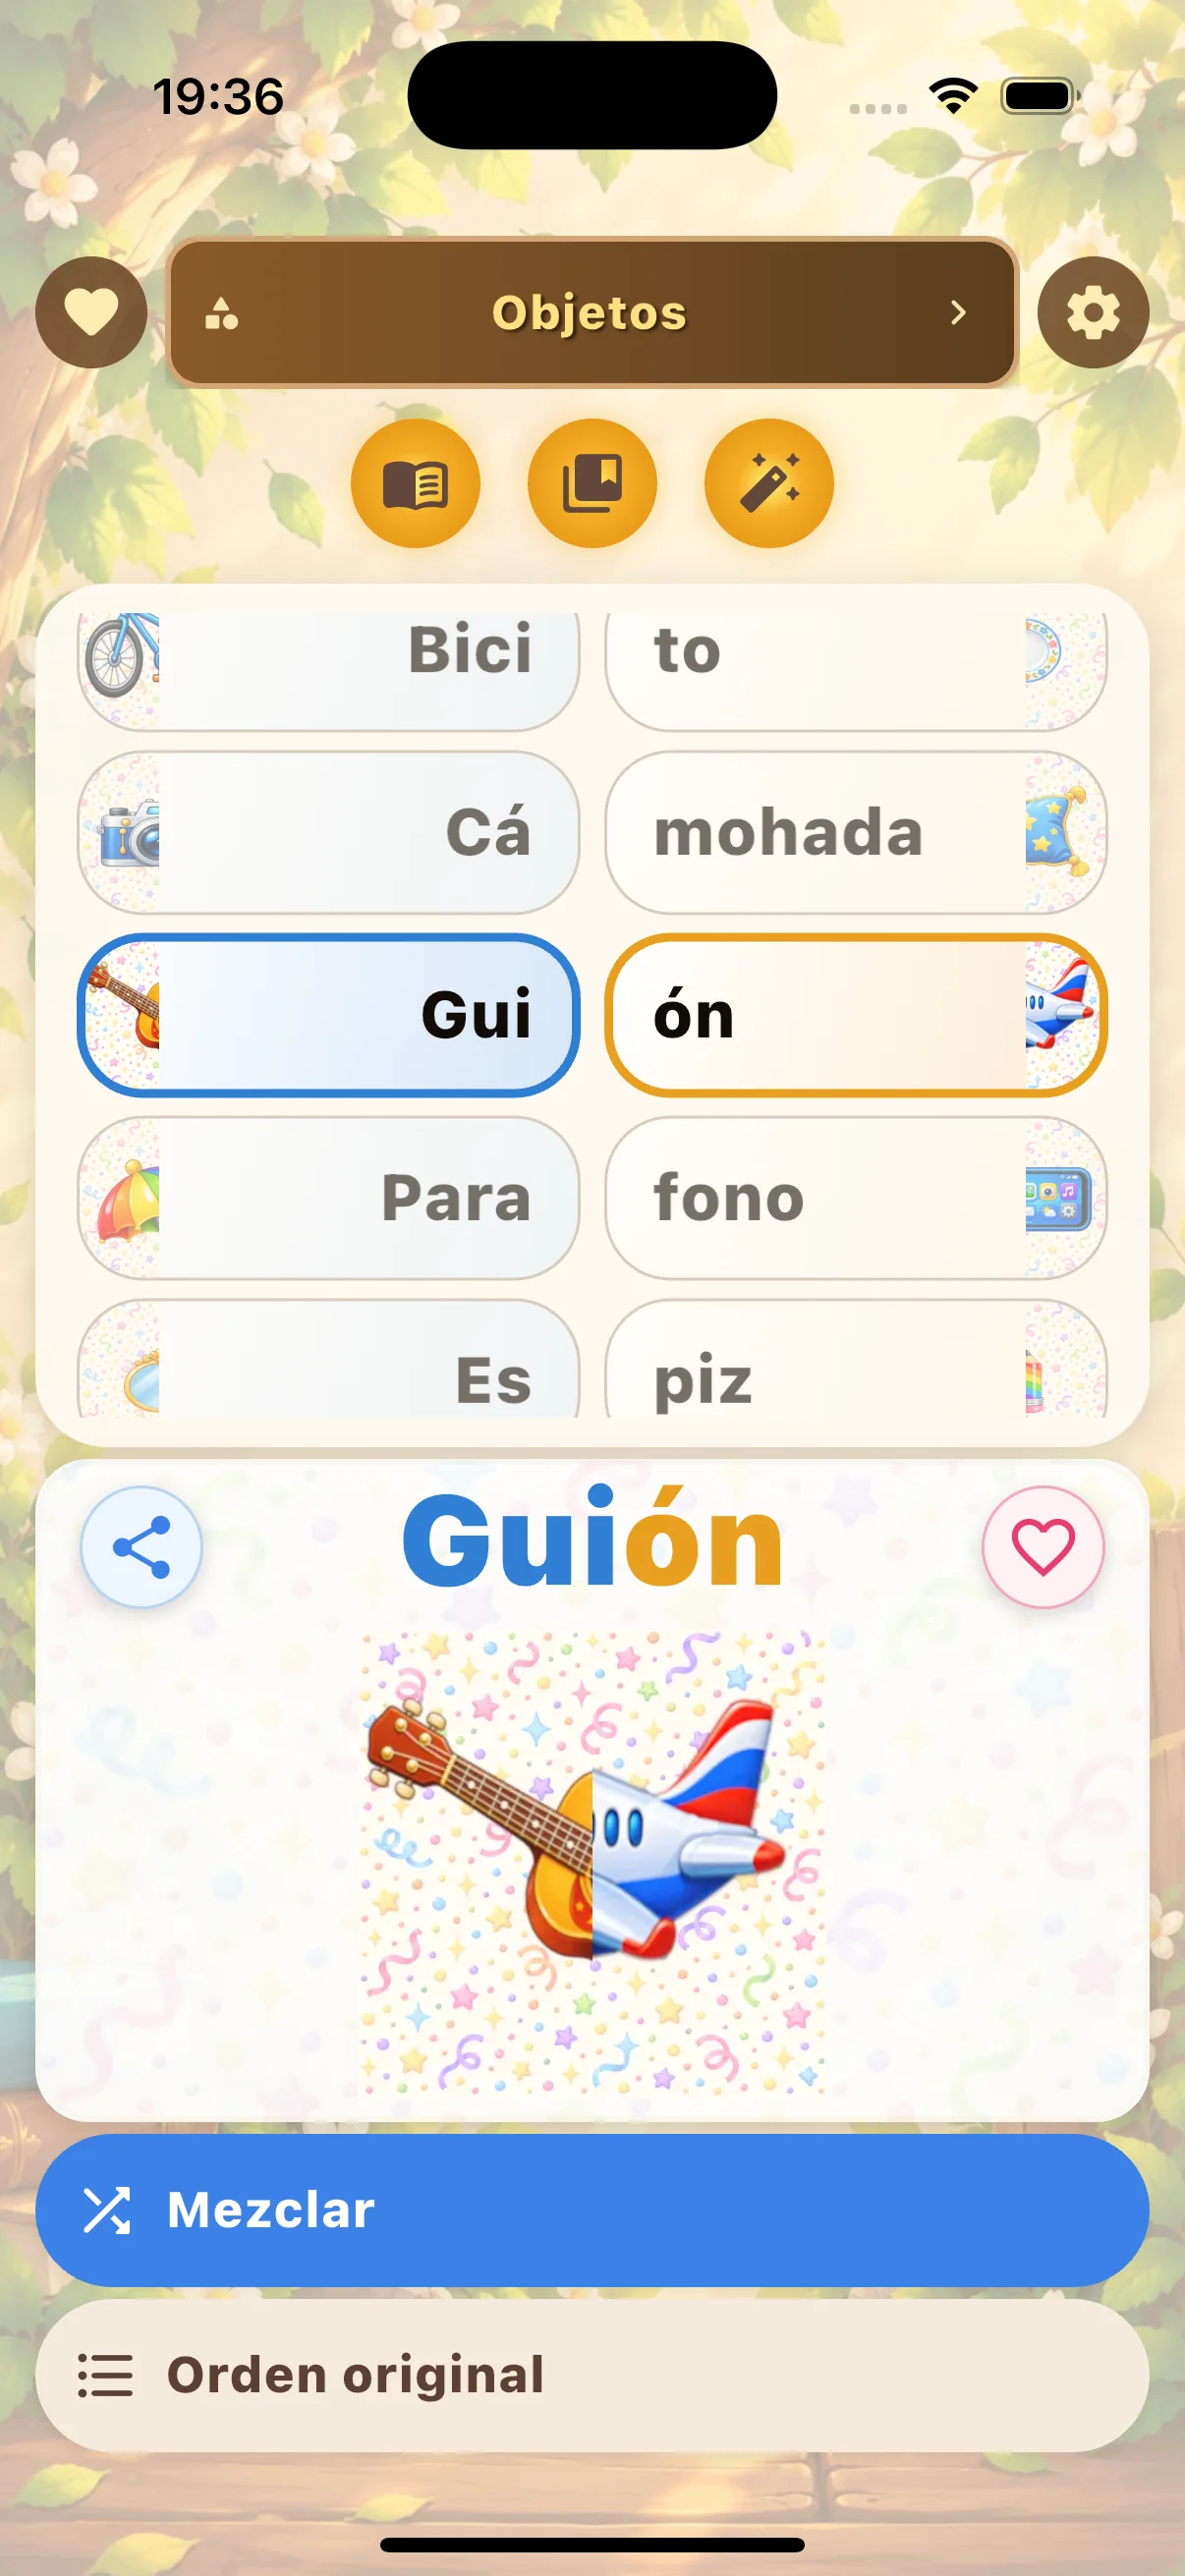 19:36
Objetos
Bici to
Cá mohada
Gui ón
Para fono
Es piz
Guión
Mezclar
Orden original